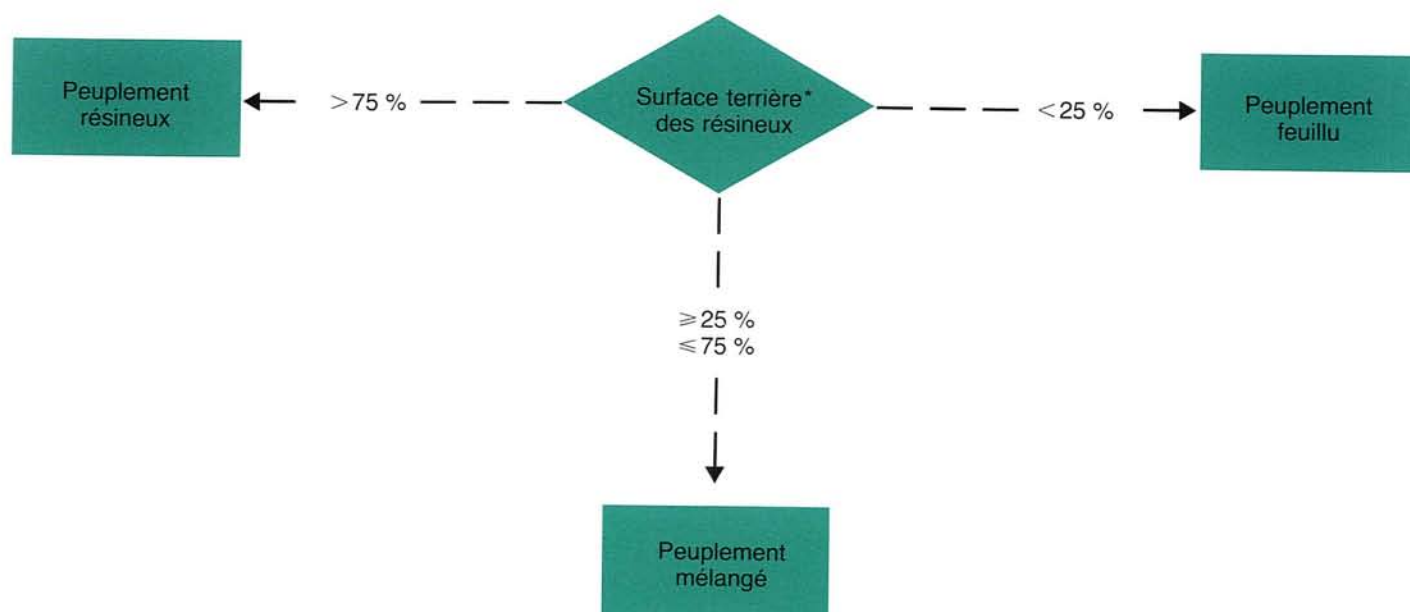 Peuplement
résineux
>75 %
Surface terrière*
des résineux
<25 %
Peuplement
feuillu
≥25 %
≤75 %
Peuplement
mélangé